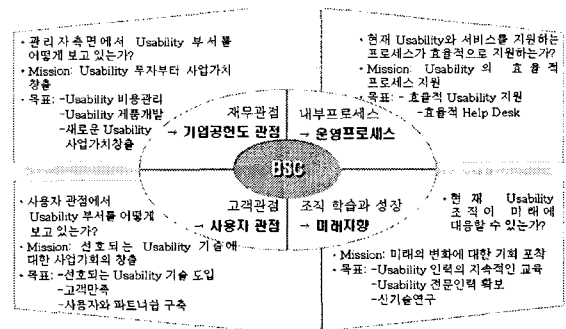 · 관리자측면에서 Usability 부서를
어떻게 보고 있는가?
· Mission: Usability 투자부터 사업가치
창출
· 목표: -Usability 비용관리
-Usability 제품개발
-새로운 Usability
사업가치창출
· 현재 Usability와 서비스를 지원하는
프로세스가 효율적으로 지원하는가?
· Mission: Usability 의 효율적
프로세스 지원
· 목표: - 효율적 Usability 지원
-효율적 Help Desk
재무관점
→ 기업공헌도 관점
내부프로세스
→ 운영프로세스
BSC
고객관점
→ 사용자 관점
조직 학습과 성장
→ 미래지향
· 사용자 관점에서
Usability 부서를 어떻게
보고 있는가?
· Mission: 선호되는 Usability 기술에
대한 사업기회의 창출
· 목표: -선호되는 Usability 기술 도입
-고객만족
-사용자와 파트너쉽 구축
· 현재 Usability
조직이 미래에
대응할 수 있는가?
· Mission: 미래의 변화에 대한 기회 포착
· 목표: -Usability 인력의 지속적인 교육
-Usability 전문인력 확보
-신기술연구